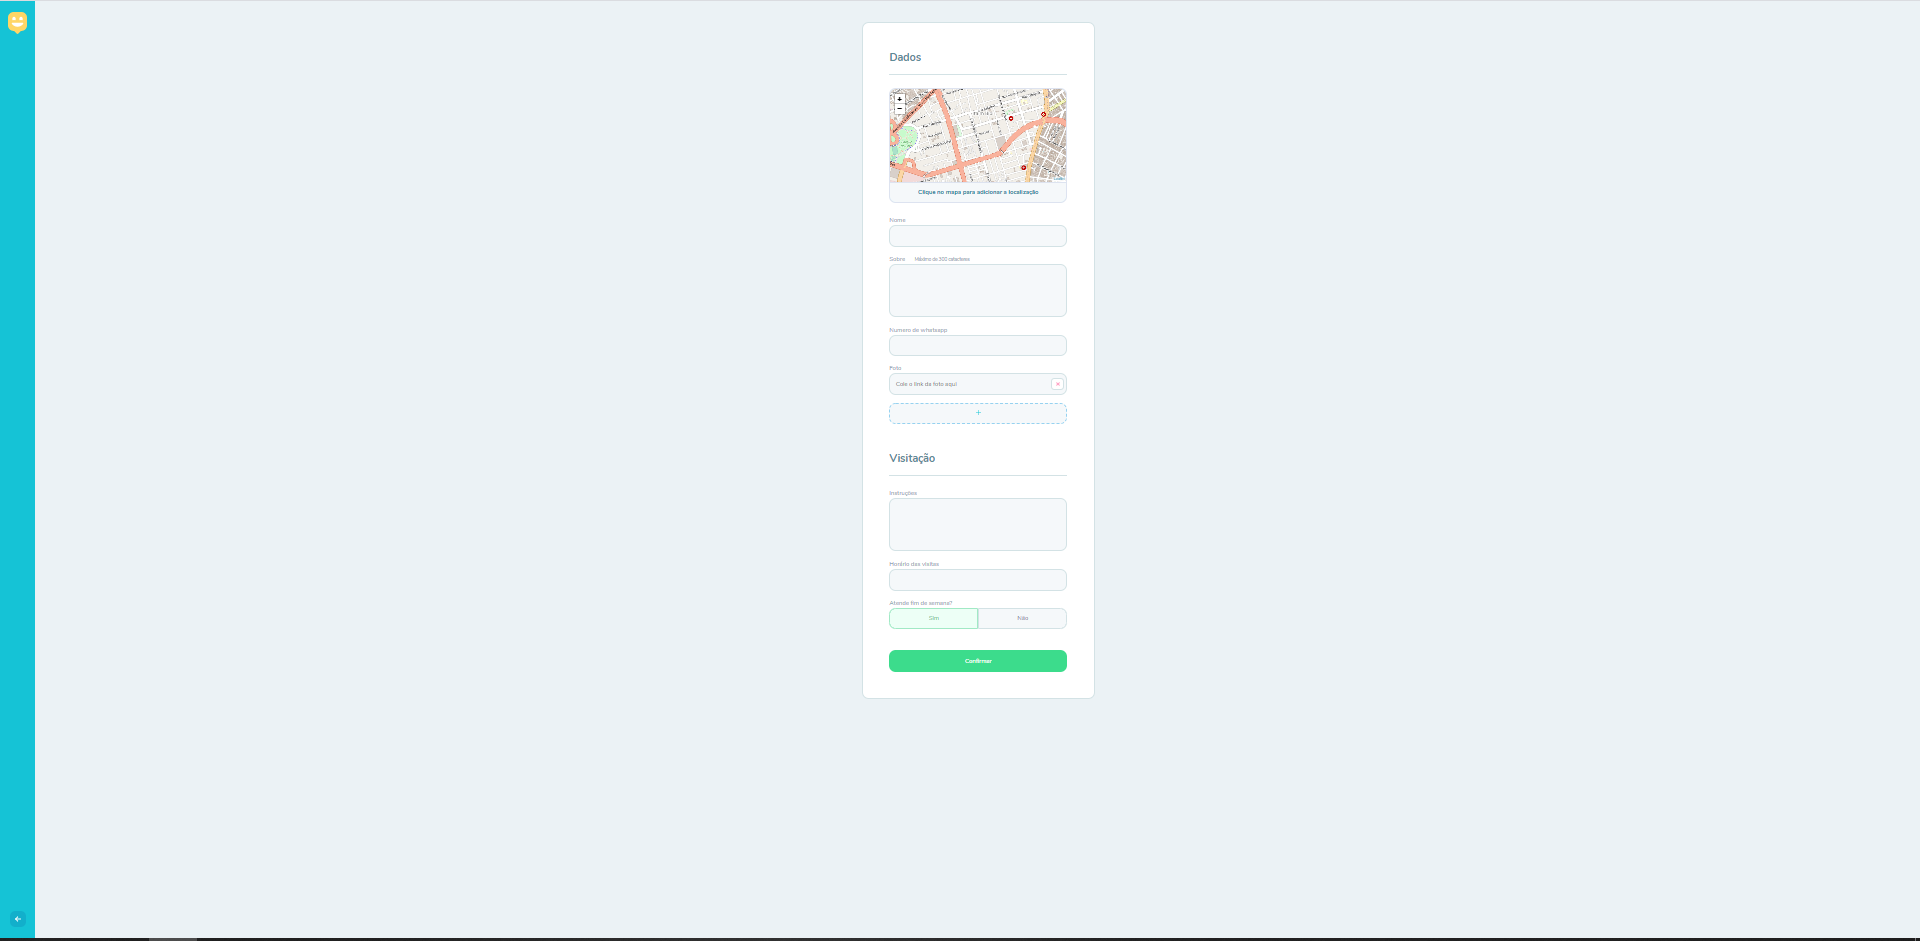 Dados
+
−
Clique no mapa para adicionar a localização
Nome
Sobre Máximo de 300 caracteres
Número de whatsapp
Foto
Cole o link da foto aqui
+
Visitação
Instruções
Horário das visitas
Atende fim de semana?
Sim Não
Confirmar